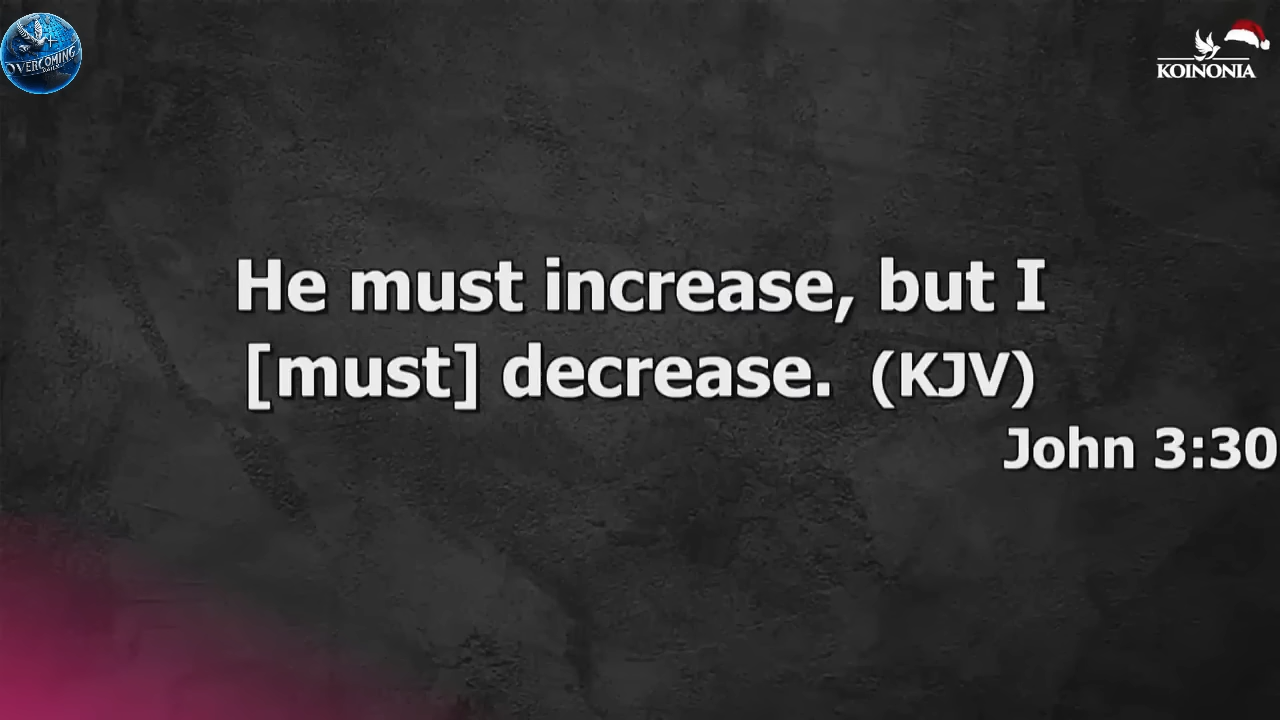 OVERCOMING
KOINONIA
He must increase, but I
[must] decrease. (KJV)
John 3:30